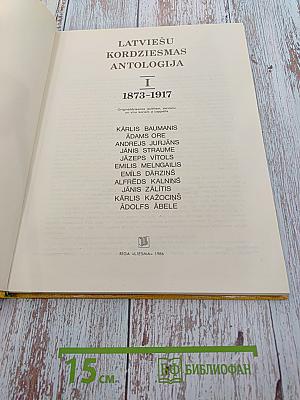 LATVIEŠU
KORDZIESMAS
ANTOLOĢIJA
I
1873–1917
KĀRLIS BAUMANIS
ĀDAMS ORE
ANDREJS JURJĀNS
JĀNIS STRAUME
JĀZEPS VĪTOLS
EMILIS MELNGAILIS
EMĪLS DĀRZIŅŠ
ALFRĒDS KALNIŅŠ
JĀNIS ZĀLĪTIS
KĀRLIS KAŽOCIŅŠ
ĀDOLFS ĀBELE
RĪGA «LIESMA» 1986
15 СМ.
БИБЛИОФАН